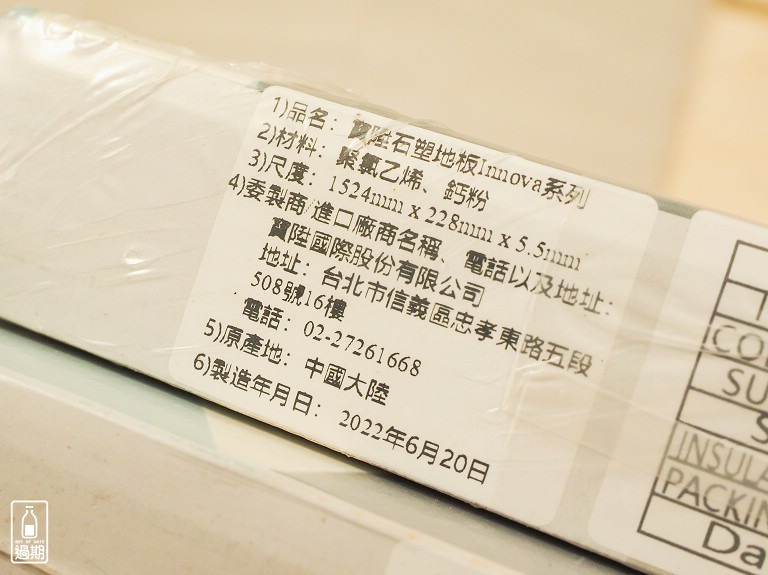 1)品名：寶陞石塑地板Innova系列
2)材料：聚氯乙烯、鈣粉
3)尺度：1524mm x 228mm x 5.5mm
4)委製商/進口廠商名稱、電話以及地址：
寶陞國際股份有限公司
地址：台北市信義區忠孝東路五段
508號16樓
電話：02-27261668
5)原產地：中國大陸
6)製造年月日：2022年6月20日
SU
INSULA
PACKIN
Da
OUT OF DATE
過期